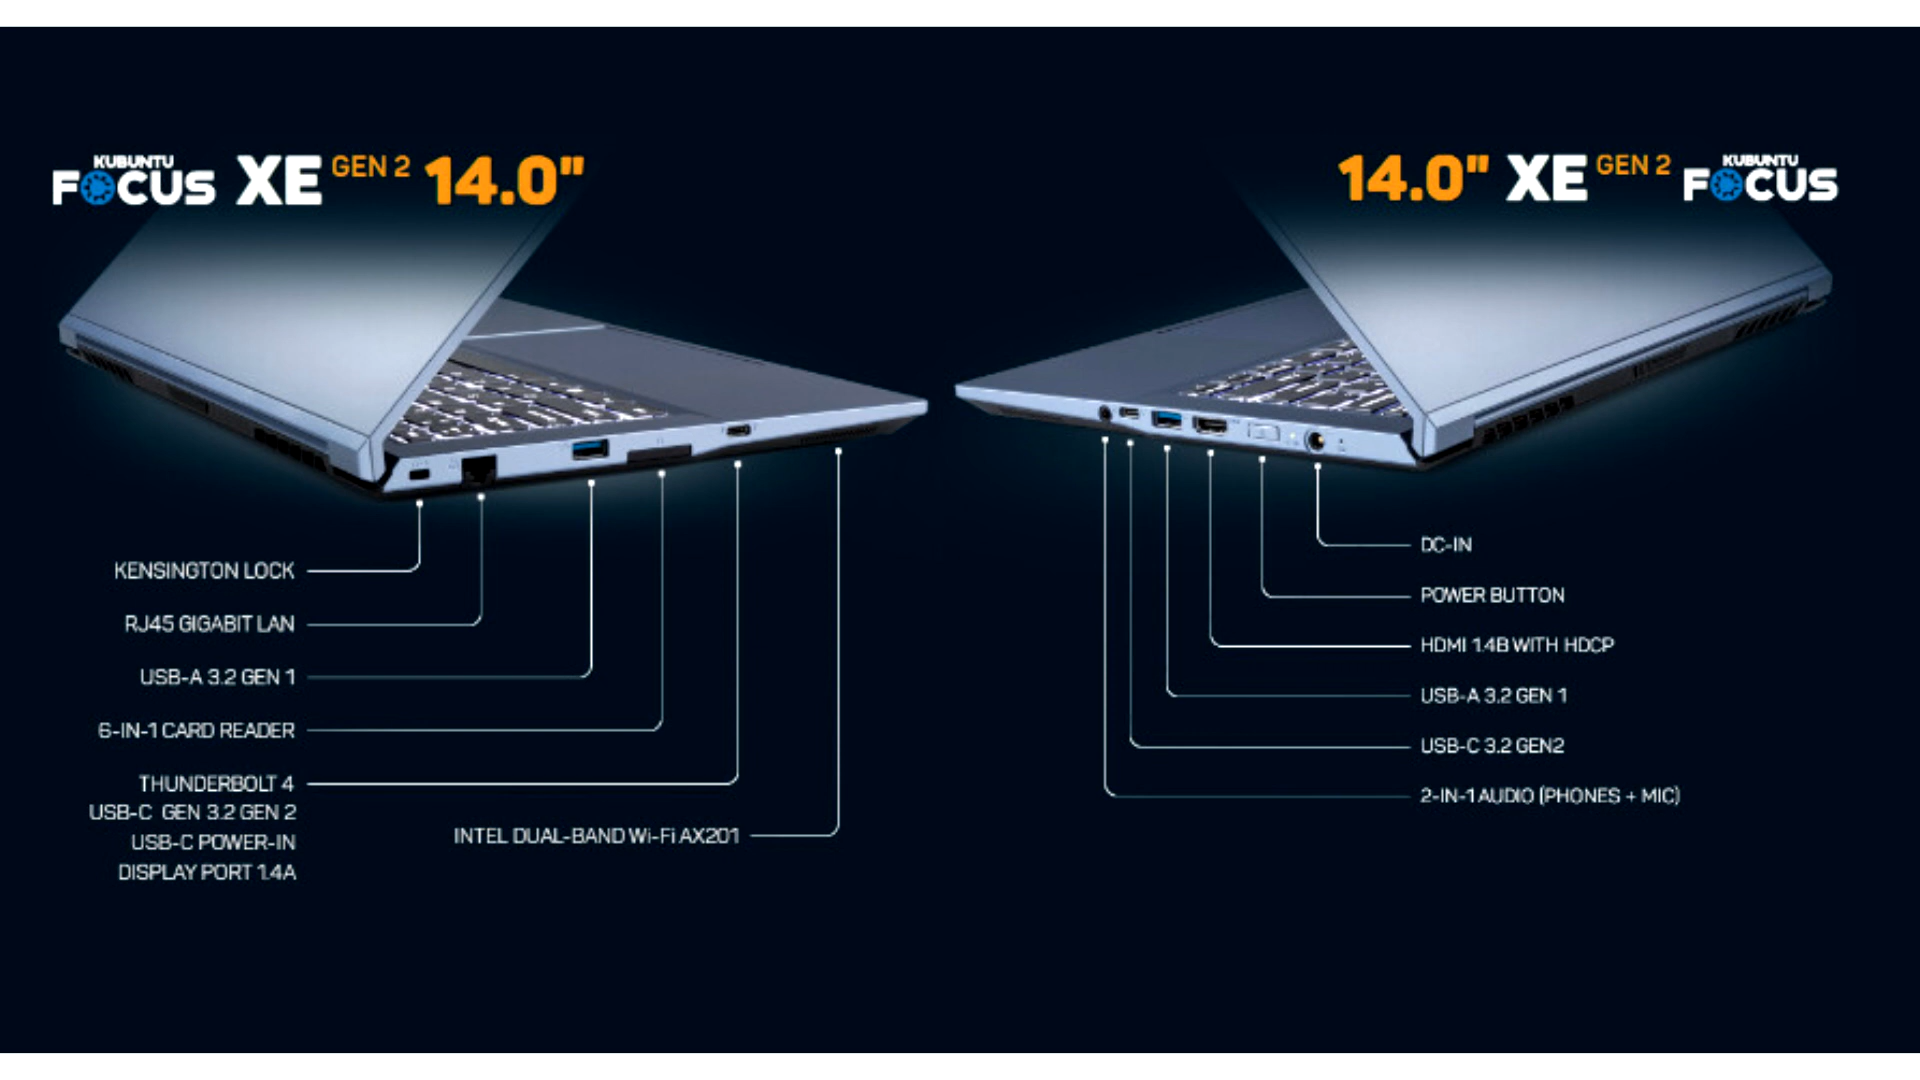 KUBUNTU
FOCUS XE GEN 2 14.0"
KENSINGTON LOCK
RJ45 GIGABIT LAN
USB-A 3.2 GEN 1
6-IN-1 CARD READER
THUNDERBOLT 4
USB-C GEN 3.2 GEN 2
USB-C POWER-IN
DISPLAY PORT 1.4A
INTEL DUAL-BAND Wi-Fi AX201
KUBUNTU
14.0" XE GEN 2 FOCUS
DC-IN
POWER BUTTON
HDMI 1.4B WITH HDCP
USB-A 3.2 GEN 1
USB-C 3.2 GEN2
2-IN-1 AUDIO (PHONES + MIC)